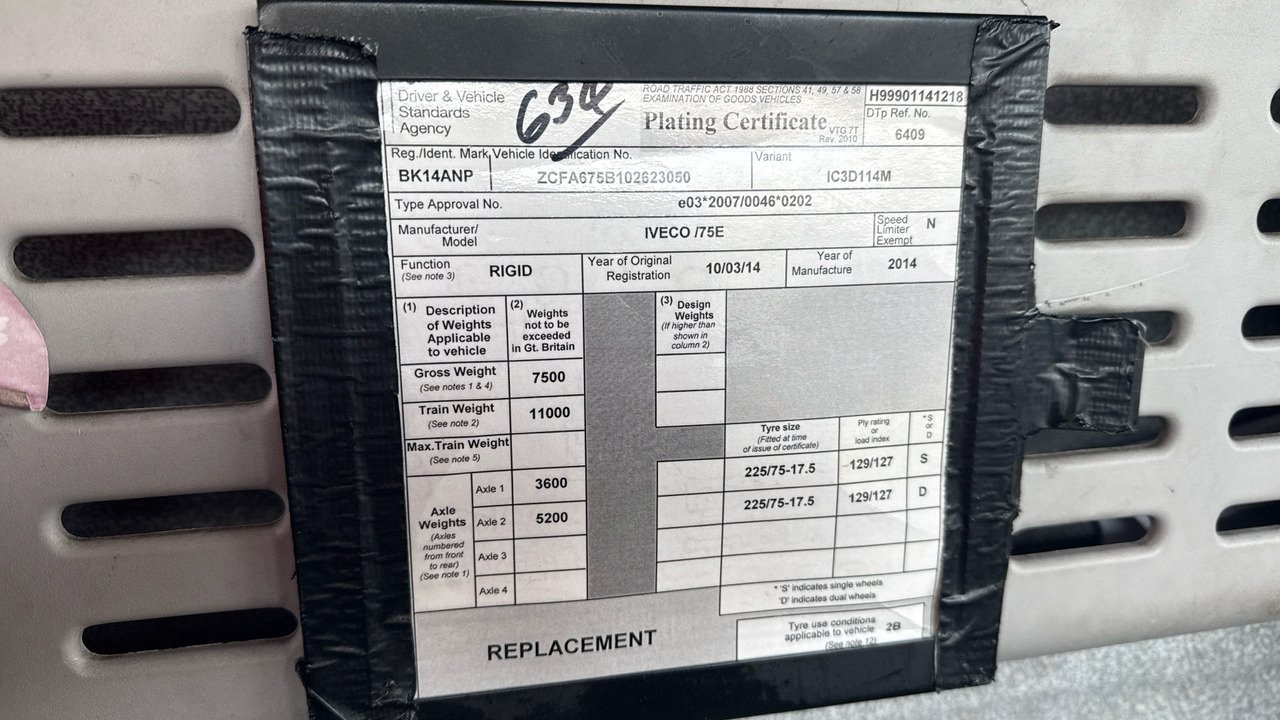 Driver & Vehicle
Standards
Agency
634
ROAD TRAFFIC ACT 1988 SECTIONS 41, 49, 57 & 58
EXAMINATION OF GOODS VEHICLES
Plating Certificate
VTG 7T
Rev. 2010
H99901141218
DTp Ref. No.
6409
Reg./Ident. Mark
BK14ANP
Vehicle Identification No.
ZCFA675B102623050
Variant
IC3D114M
Type Approval No.
e03*2007/0046*0202
Manufacturer/
Model
IVECO /75E
Speed
Limiter
Exempt
N
Function
(See note 3)
RIGID
Year of Original
Registration
10/03/14
Year of
Manufacture
2014
(1) Description
of Weights
Applicable
to vehicle
(2) Weights
not to be
exceeded
in Gt. Britain
(3) Design
Weights
(If higher than
shown in
column 2)
Gross Weight
(See notes 1 & 4)
7500
Train Weight
(See note 2)
11000
Max.Train Weight
(See note 5)
Tyre size
(Fitted at time
of issue of certificate)
Ply rating
or
load index
*S
or
D
Axle
Weights
(Axles
numbered
from front
to rear)
(See note 1)
Axle 1
3600
225/75-17.5
129/127
S
Axle 2
5200
225/75-17.5
129/127
D
Axle 3
Axle 4
* 'S' indicates single wheels
'D' indicates dual wheels
REPLACEMENT
Tyre use conditions
applicable to vehicle
(See note 12)
2B